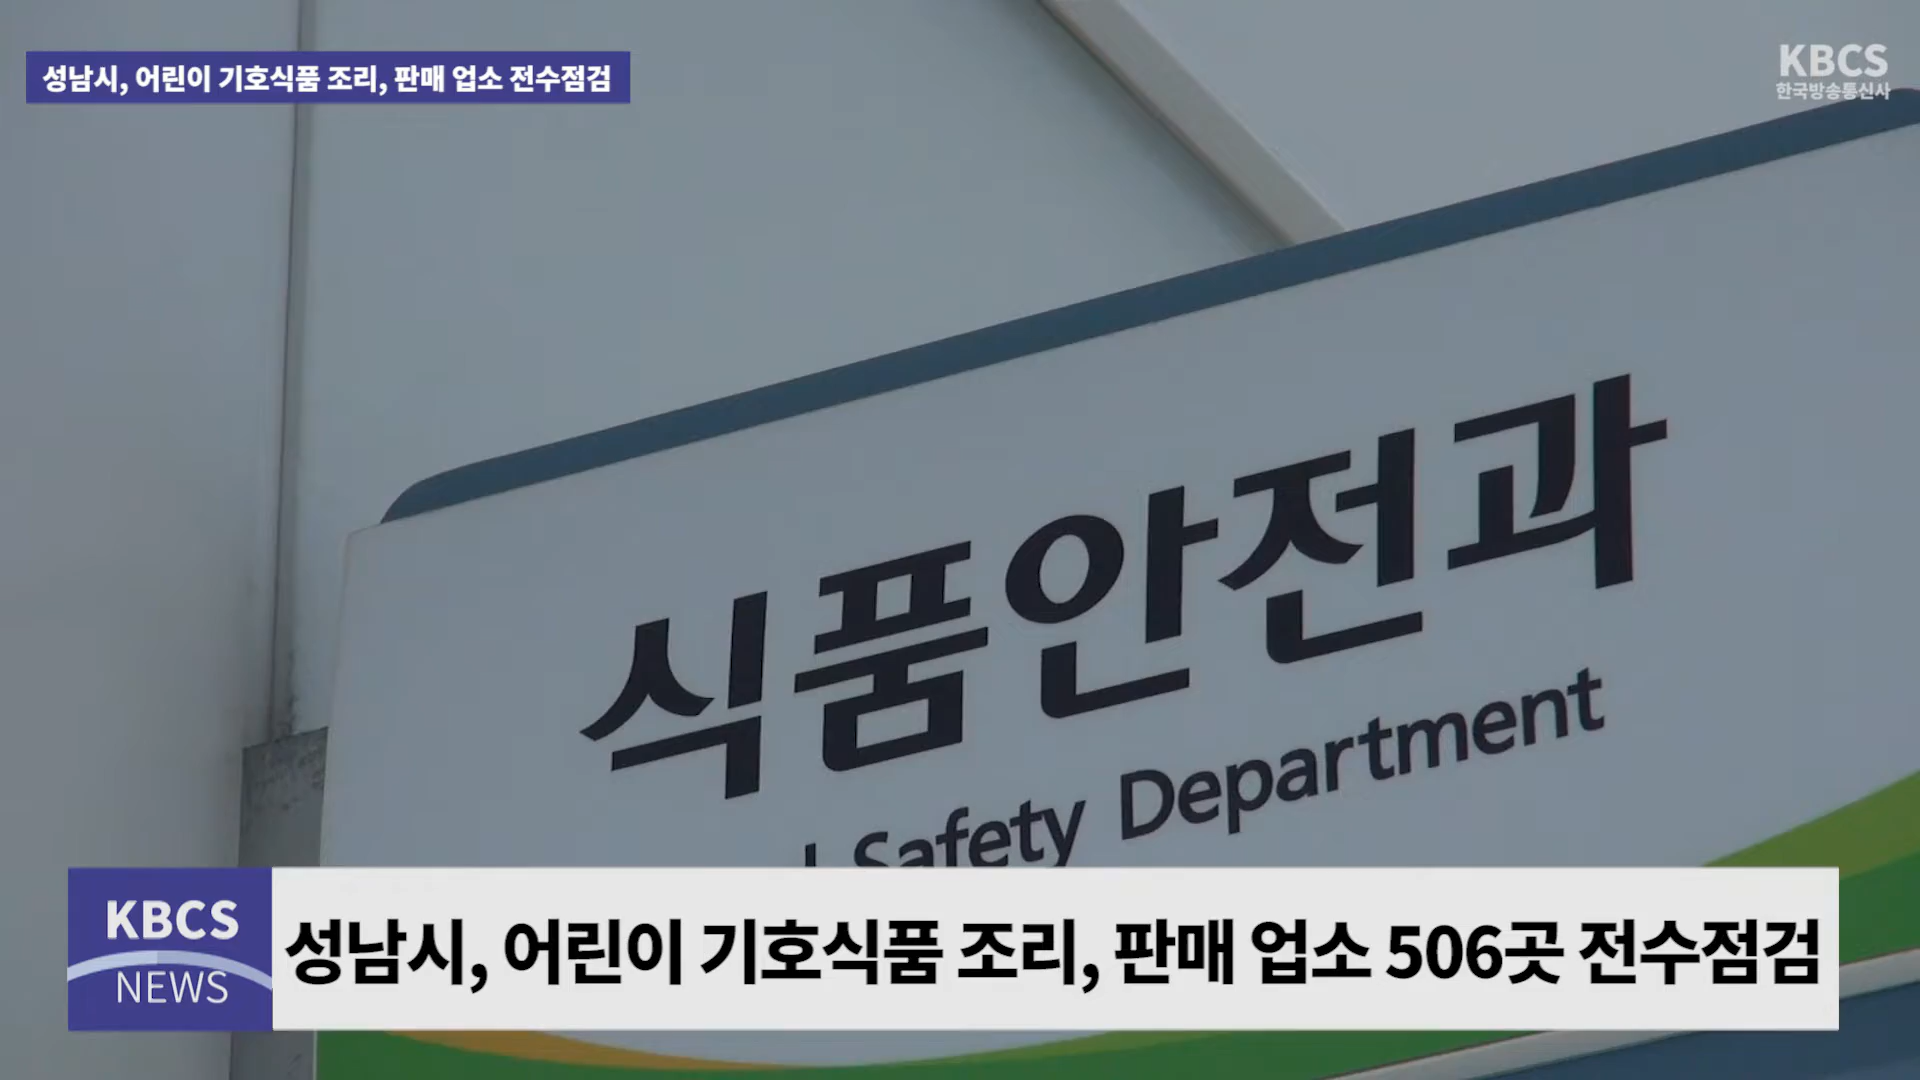 성남시, 어린이 기호식품 조리, 판매 업소 전수점검
KBCS
한국방송통신사
식품안전과
Safety Department
KBCS
NEWS
성남시, 어린이 기호식품 조리, 판매 업소 506곳 전수점검